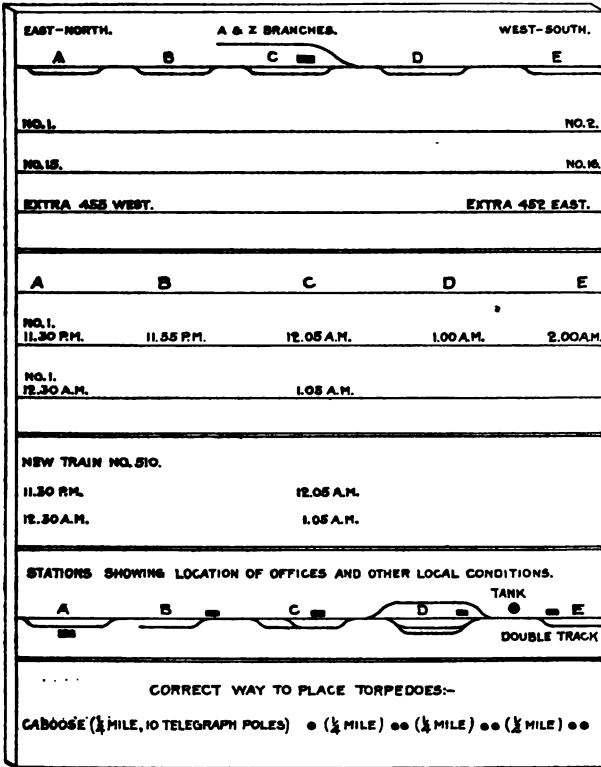 EAST-NORTH. A & Z BRANCHES. WEST-SOUTH.
A B C D E
NO.1. NO.2.
NO.15. NO.16.
EXTRA 455 WEST. EXTRA 452 EAST.
A B C D E
NO.1.
11.30 P.M. 11.55 P.M. 12.05 A.M. 1.00 A.M. 2.00 A.M.
NO.1.
12.30 A.M. 1.05 A.M.
NEW TRAIN NO. 510.
11.30 P.M. 12.05 A.M.
12.30 A.M. 1.05 A.M.
STATIONS SHOWING LOCATION OF OFFICES AND OTHER LOCAL CONDITIONS.
TANK
A B C D E
DOUBLE TRACK
CORRECT WAY TO PLACE TORPEDOES:-
CABOOSE (¼ MILE, 10 TELEGRAPH POLES) ● (¼ MILE) ●● (¼ MILE) ●● (½ MILE) ●●